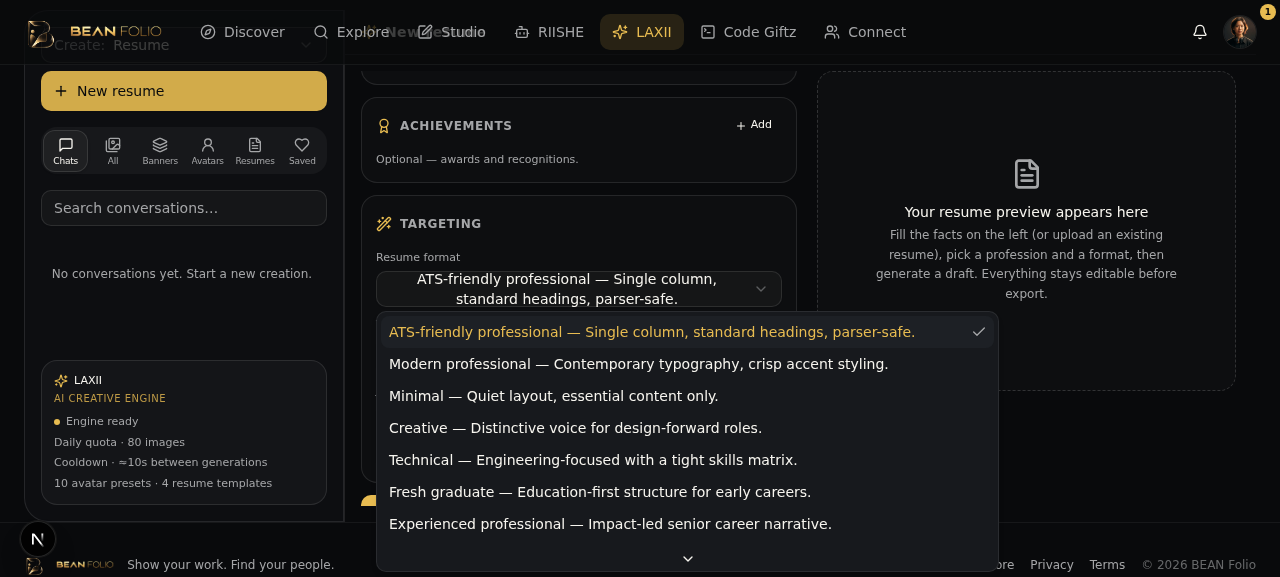 BEAN FOLIO
Discover
Explore
New resume
Studio
RIISHE
LAXII
Code Giftz
Connect
1
Create: Resume
New resume
Chats
All
Banners
Avatars
Resumes
Saved
Search conversations...
No conversations yet. Start a new creation.
LAXII
AI CREATIVE ENGINE
Engine ready
Daily quota · 80 images
Cooldown · ≈10s between generations
10 avatar presets · 4 resume templates
ACHIEVEMENTS
Add
Optional — awards and recognitions.
TARGETING
Resume format
ATS-friendly professional — Single column,
standard headings, parser-safe.
ATS-friendly professional — Single column, standard headings, parser-safe.
Modern professional — Contemporary typography, crisp accent styling.
Minimal — Quiet layout, essential content only.
Creative — Distinctive voice for design-forward roles.
Technical — Engineering-focused with a tight skills matrix.
Fresh graduate — Education-first structure for early careers.
Experienced professional — Impact-led senior career narrative.
Your resume preview appears here
Fill the facts on the left (or upload an existing
resume), pick a profession and a format, then
generate a draft. Everything stays editable before
export.
N
BEAN FOLIO
Show your work. Find your people.
Privacy
Terms
© 2026 BEAN Folio